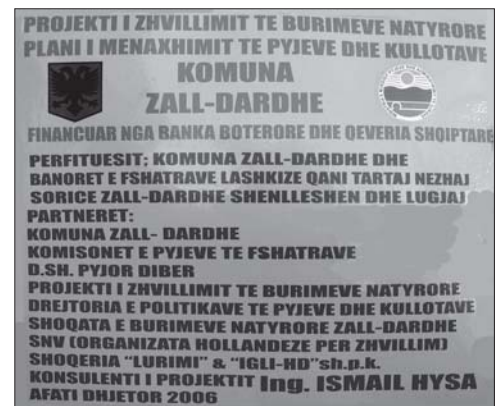 PROJEKTI I ZHVILLIMIT TE BURIMEVE NATYRORE
PLANI I MENAXHIMIT TE PYJEVE DHE KULLOTAVE
KOMUNA
ZALL-DARDHE
FINANCUAR NGA BANKA BOTERORE DHE QEVERIA SHQIPTARE
PERFITUESIT; KOMUNA ZALL-DARDHE DHE
BANORET E FSHATRAVE LASHKIZE QANI TARTAJ NEZHAJ
SORICE ZALL-DARDHE SHENLLESHEN DHE LUGJAJ
PARTNERET:
KOMUNA ZALL- DARDHE
KOMISONET E PYJEVE TE FSHATRAVE
D.SH. PYJOR DIBER
PROJEKTI I ZHVILLIMIT TE BURIMEVE NATYRORE
DREJTORIA E POLITIKAVE TE PYJEVE DHE KULLOTAVE
SHOQATA E BURIMEVE NATYRORE ZALL-DARDHE
SNV (ORGANIZATA HOLLANDEZE PER ZHVILLIM)
SHOQERIA "LURIMI" & "IGLI-HD"sh.p.k.
KONSULENTI I PROJEKTIT Ing. ISMAIL HYSA
AFATI DHJETOR 2006